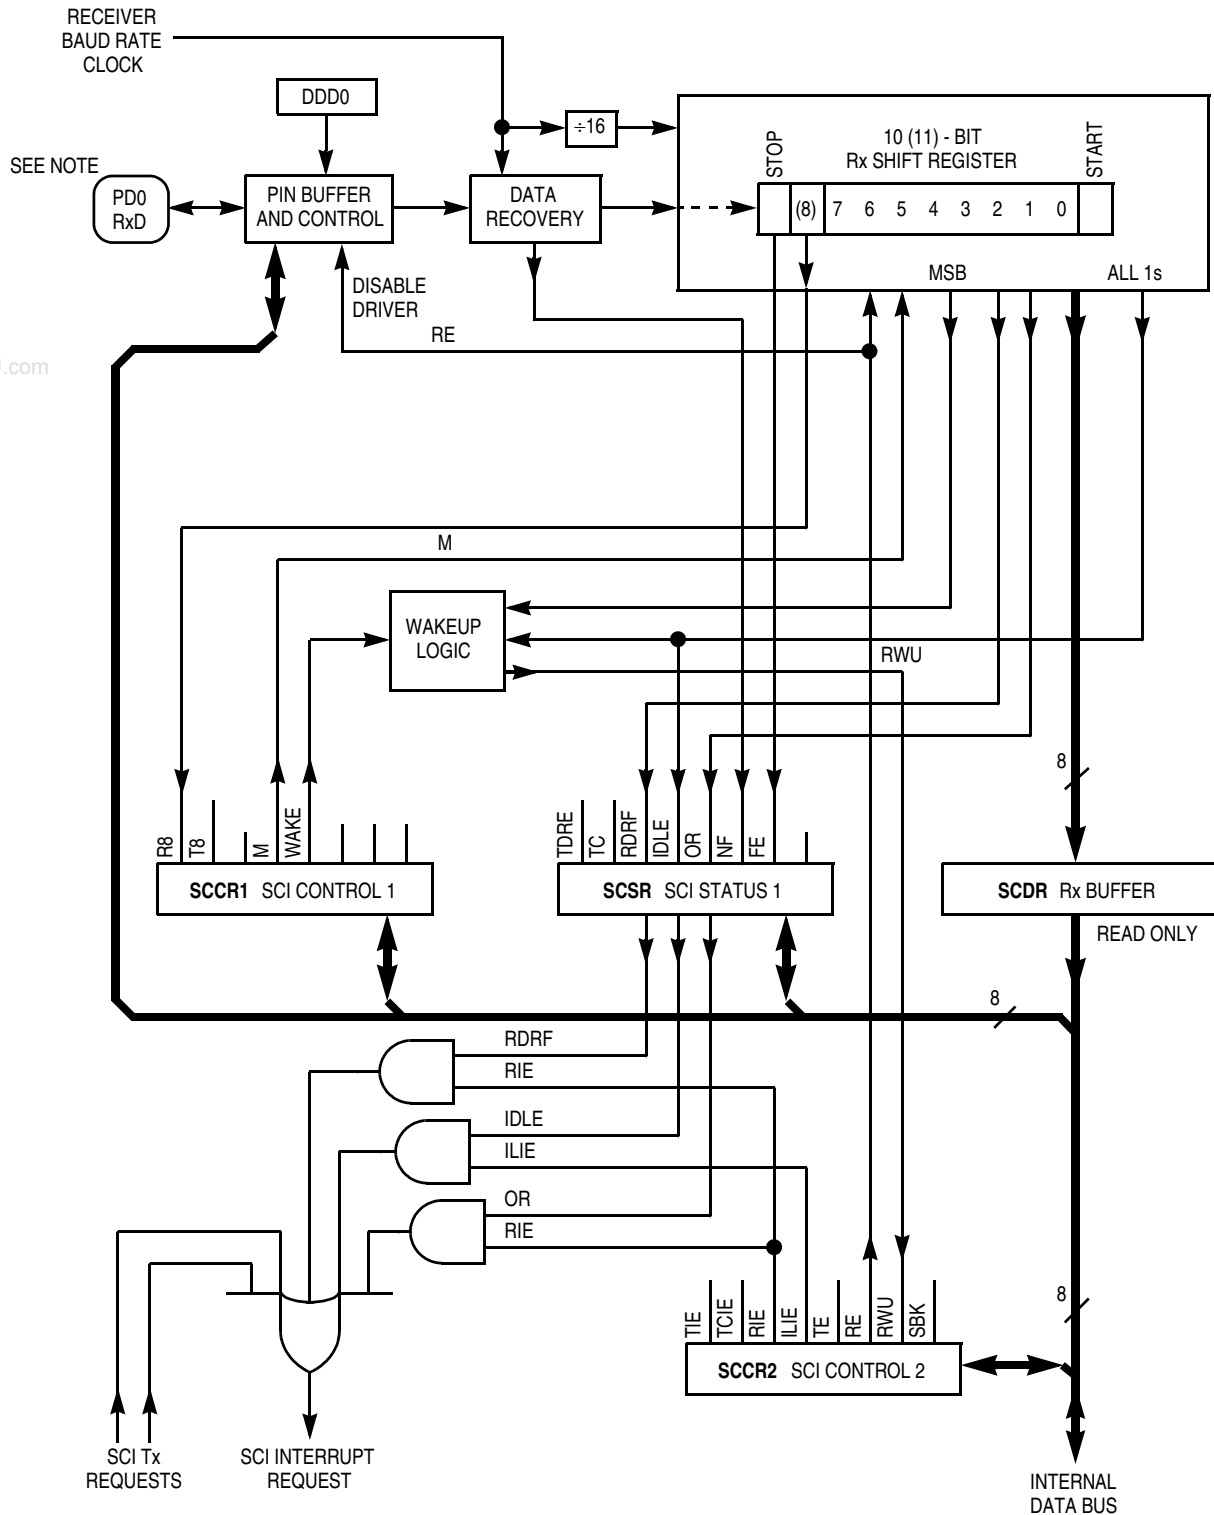 RECEIVER
BAUD RATE
CLOCK
DDD0
÷16
STOP
10 (11) - BIT
Rx SHIFT REGISTER
START
SEE NOTE
PD0
RxD
PIN BUFFER
AND CONTROL
DATA
RECOVERY
(8) 7 6 5 4 3 2 1 0
DISABLE
DRIVER
MSB
ALL 1s
RE
.com
M
WAKEUP
LOGIC
RWU
8
R8
T8
M
WAKE
TDRE
TC
RDRF
IDLE
OR
NF
FE
SCCR1 SCI CONTROL 1
SCSR SCI STATUS 1
SCDR Rx BUFFER
READ ONLY
8
RDRF
RIE
IDLE
ILIE
OR
RIE
8
TIE
TCIE
RIE
ILIE
TE
RE
RWU
SBK
SCCR2 SCI CONTROL 2
SCI Tx
REQUESTS
SCI INTERRUPT
REQUEST
INTERNAL
DATA BUS